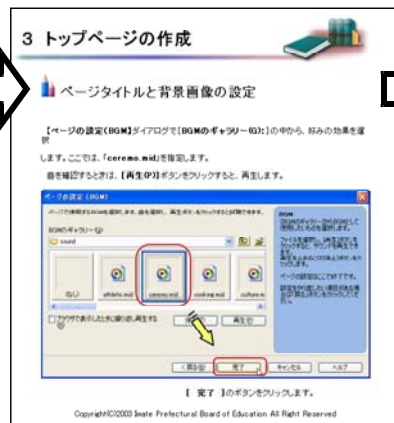 3 トップページの作成
ページタイトルと背景画像の設定
【ページの設定(BGM)】ダイアログで[BGMのギャラリー(G):]の中から、好みの効果を選択
します。ここでは、「ceremo.mid」を指定します。
曲を確認するときは、【再生(P)】ボタンをクリックすると、再生します。
ページの設定 (BGM)
BGMのギャラリー(G)
sound
(なし)
athletic.mid
ceremo.mid
cooking.mid
culture.m
BGM
再生(P)
< 戻る(B)
完了
キャンセル
ヘルプ
【 完了 】のボタンをクリックします。
Copyright(C)2003 Iwate Prefectural Board of Education All Right Reserved